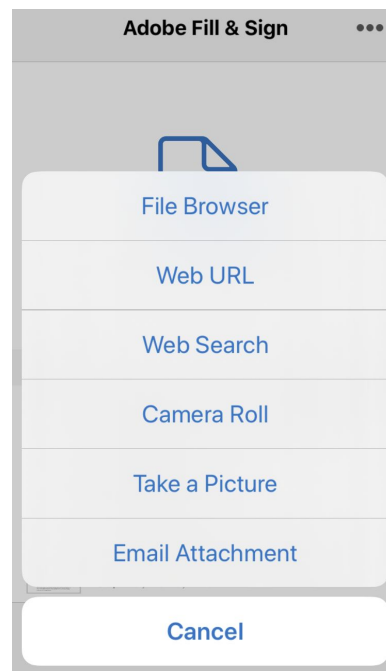 Adobe Fill & Sign
File Browser
Web URL
Web Search
Camera Roll
Take a Picture
Email Attachment
Cancel